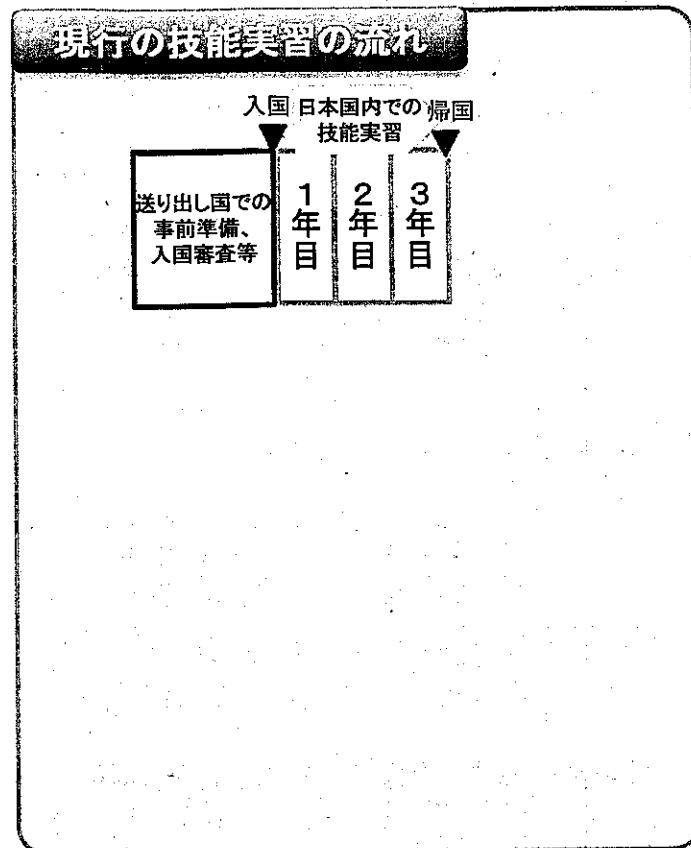 現行の技能実習の流れ
入国
日本国内での
技能実習
帰国
送り出し国での
事前準備、
入国審査等
1年目
2年目
3年目